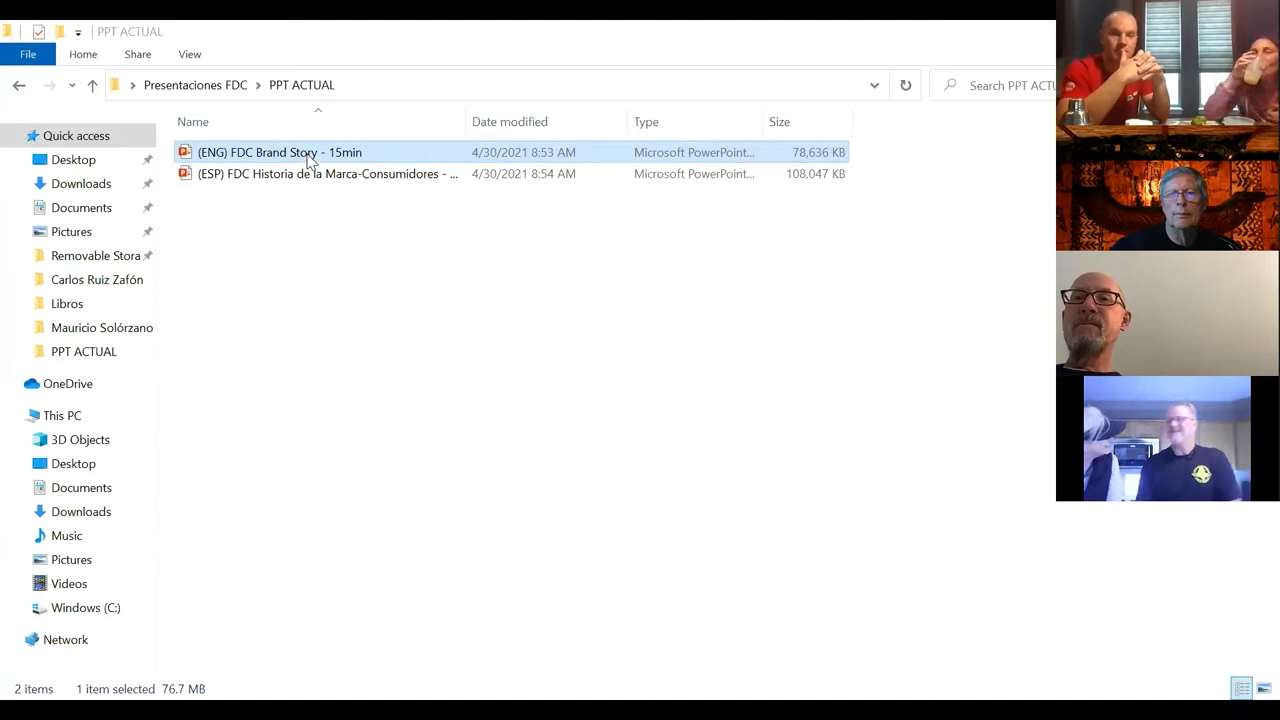 PPT ACTUAL
File Home Share View
Presentaciones FDC > PPT ACTUAL
Search PPT ACTU
Name Date modified Type Size
(ENG) FDC Brand Story - 15min 4/30/2021 8:53 AM Microsoft PowerPoint... 78,636 KB
(ESP) FDC Historia de la Marca-Consumidores - ... 4/30/2021 8:54 AM Microsoft PowerPoint... 108,047 KB
Quick access
Desktop
Downloads
Documents
Pictures
Removable Stora
Carlos Ruiz Zafón
Libros
Mauricio Solórzano
PPT ACTUAL
OneDrive
This PC
3D Objects
Desktop
Documents
Downloads
Music
Pictures
Videos
Windows (C:)
Network
2 items 1 item selected 76.7 MB